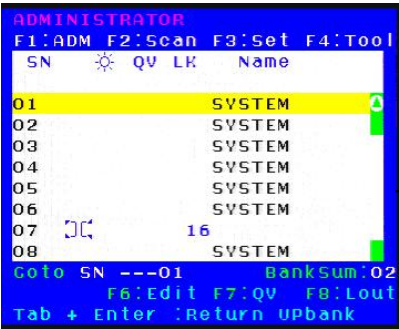 ADMINISTRATOR
F1:ADM F2:Scan F3:Set F4:Tool
SN QV LK Name
01 SYSTEM
02 SYSTEM
03 SYSTEM
04 SYSTEM
05 SYSTEM
06 SYSTEM
07 16
08 SYSTEM
Goto SN ---01 BankSum:02
F6:Edit F7:QV F8:Lout
Tab + Enter :Return UPbank